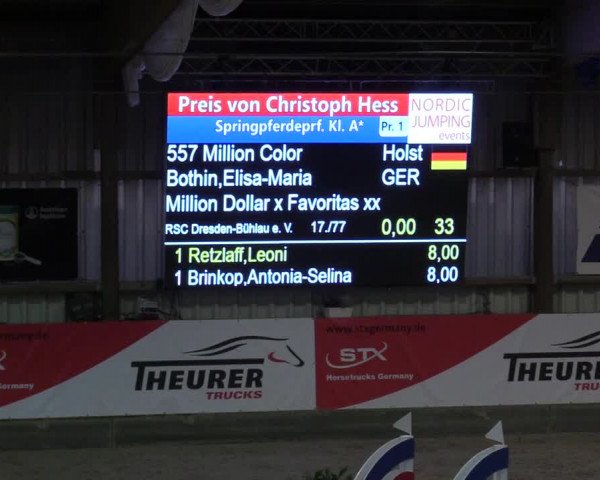 Preis von Christoph Hess
NORDIC
JUMPING
events
Springpferdeprf. Kl. A*
Pr. 1
557 Million Color
Holst
Bothin,Elisa-Maria
GER
Million Dollar x Favoritas xx
RSC Dresden-Bühlau e. V.
17./77
0,00
33
1 Retzlaff,Leoni
8,00
1 Brinkop,Antonia-Selina
8,00
www.stxgermany.de
STX
Horsetrucks Germany
THEURER
TRUCKS
THEURER
TRUCKS
Germany